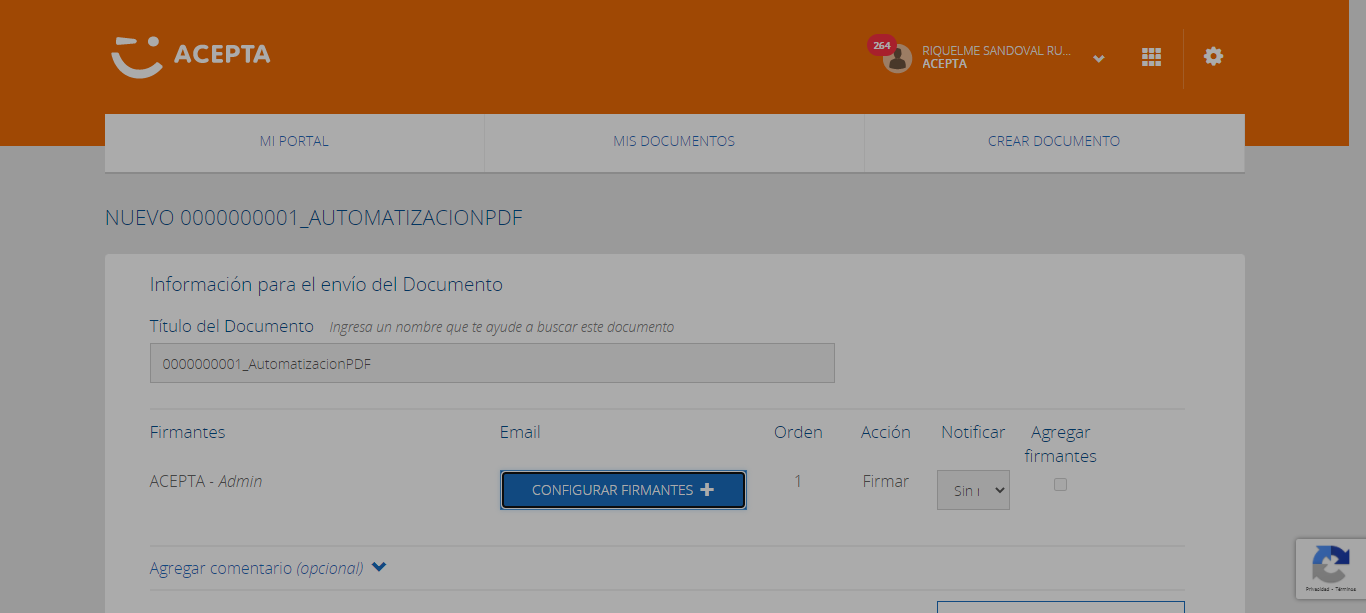 ACEPTA
264
RIQUELME SANDOVAL RU...
ACEPTA
MI PORTAL
MIS DOCUMENTOS
CREAR DOCUMENTO
NUEVO 0000000001_AUTOMATIZACIONPDF
Información para el envío del Documento
Título del Documento Ingresa un nombre que te ayude a buscar este documento
0000000001_AutomatizacionPDF
Firmantes Email Orden Acción Notificar Agregar firmantes
ACEPTA - Admin CONFIGURAR FIRMANTES 1 Firmar Sin
Agregar comentario (opcional)
Privacidad - Términos